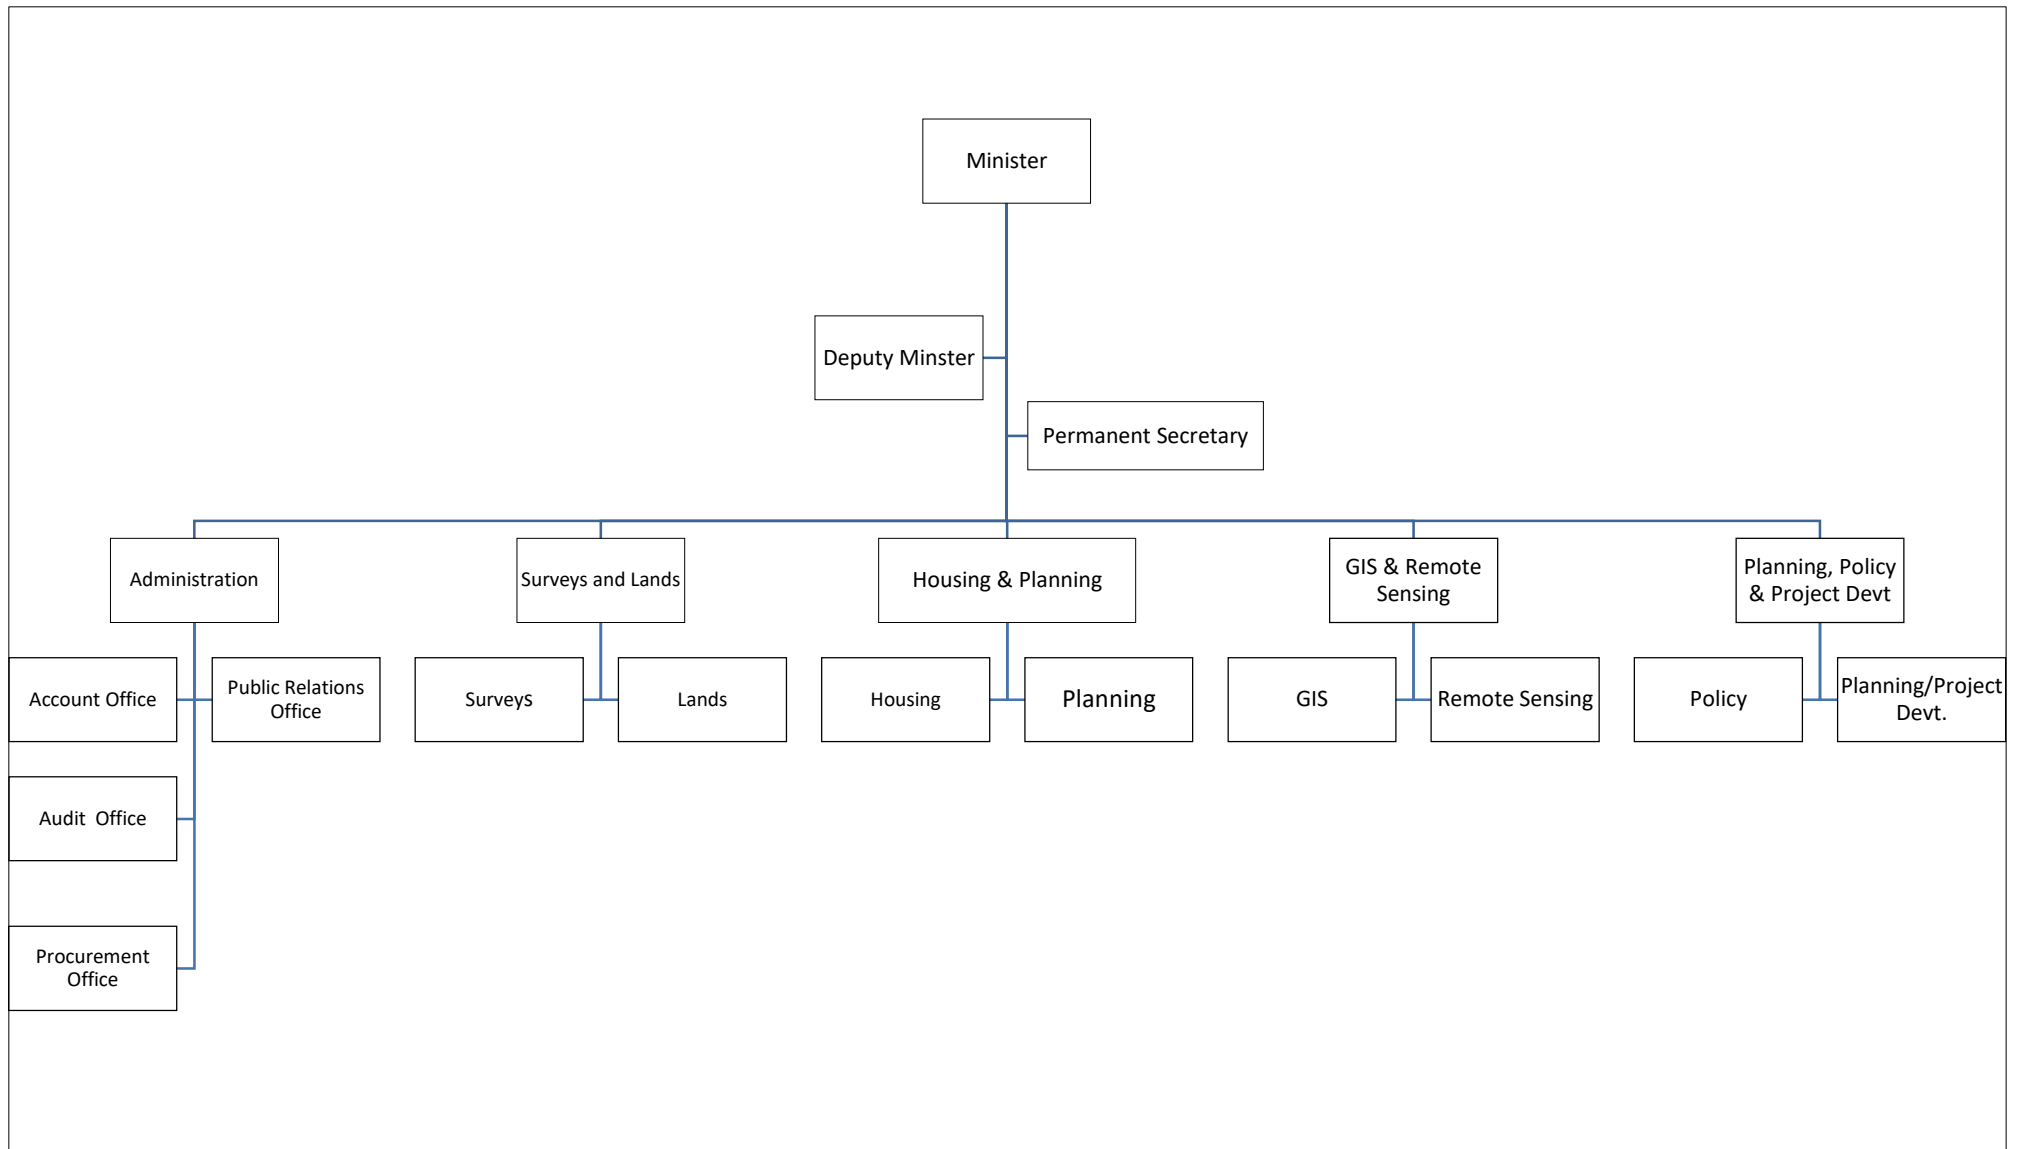 Minister
Deputy Minster
Permanent Secretary
Administration
Surveys and Lands
Housing & Planning
GIS & Remote
Sensing
Planning, Policy
& Project Devt
Account Office
Public Relations
Office
Surveys
Lands
Housing
Planning
GIS
Remote Sensing
Policy
Planning/Project
Devt.
Audit  Office
Procurement
Office